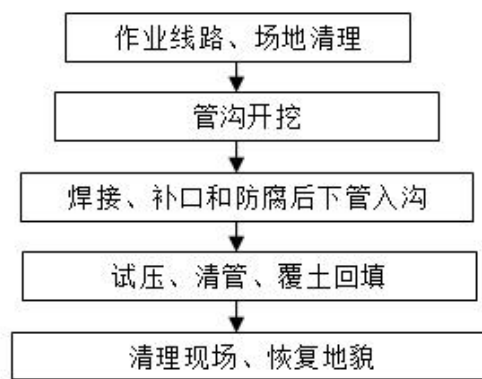 作业线路、场地清理
管沟开挖
焊接、补口和防腐后下管入沟
试压、清管、覆土回填
清理现场、恢复地貌